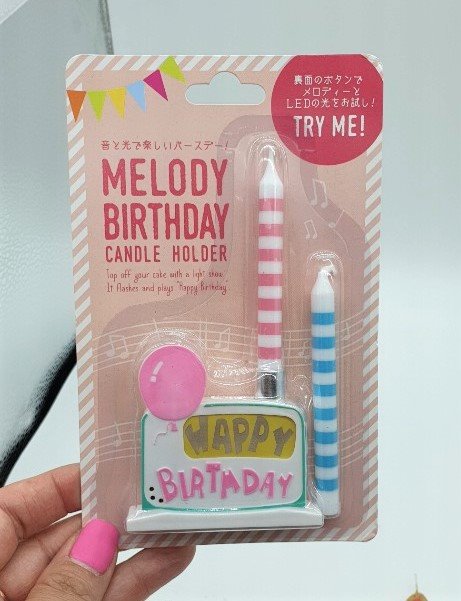 裏面のボタンで
メロディーと
LEDの光をお試し!
TRY ME!
音と光で楽しいバースデー!
MELODY
BIRTHDAY
CANDLE HOLDER
Top off your cake with a light show.
It flashes and plays "Happy Birthday"
HAPPY
BIRTHDAY